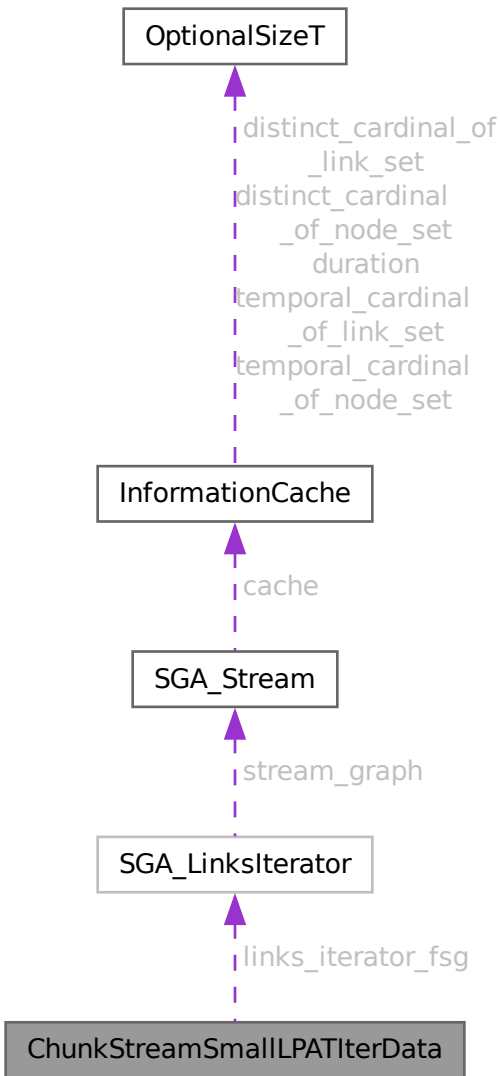 OptionalSizeT
distinct_cardinal_of
_link_set
distinct_cardinal
_of_node_set
duration
temporal_cardinal
_of_link_set
temporal_cardinal
_of_node_set
InformationCache
cache
SGA_Stream
stream_graph
SGA_LinksIterator
links_iterator_fsg
ChunkStreamSmallLPATIterData